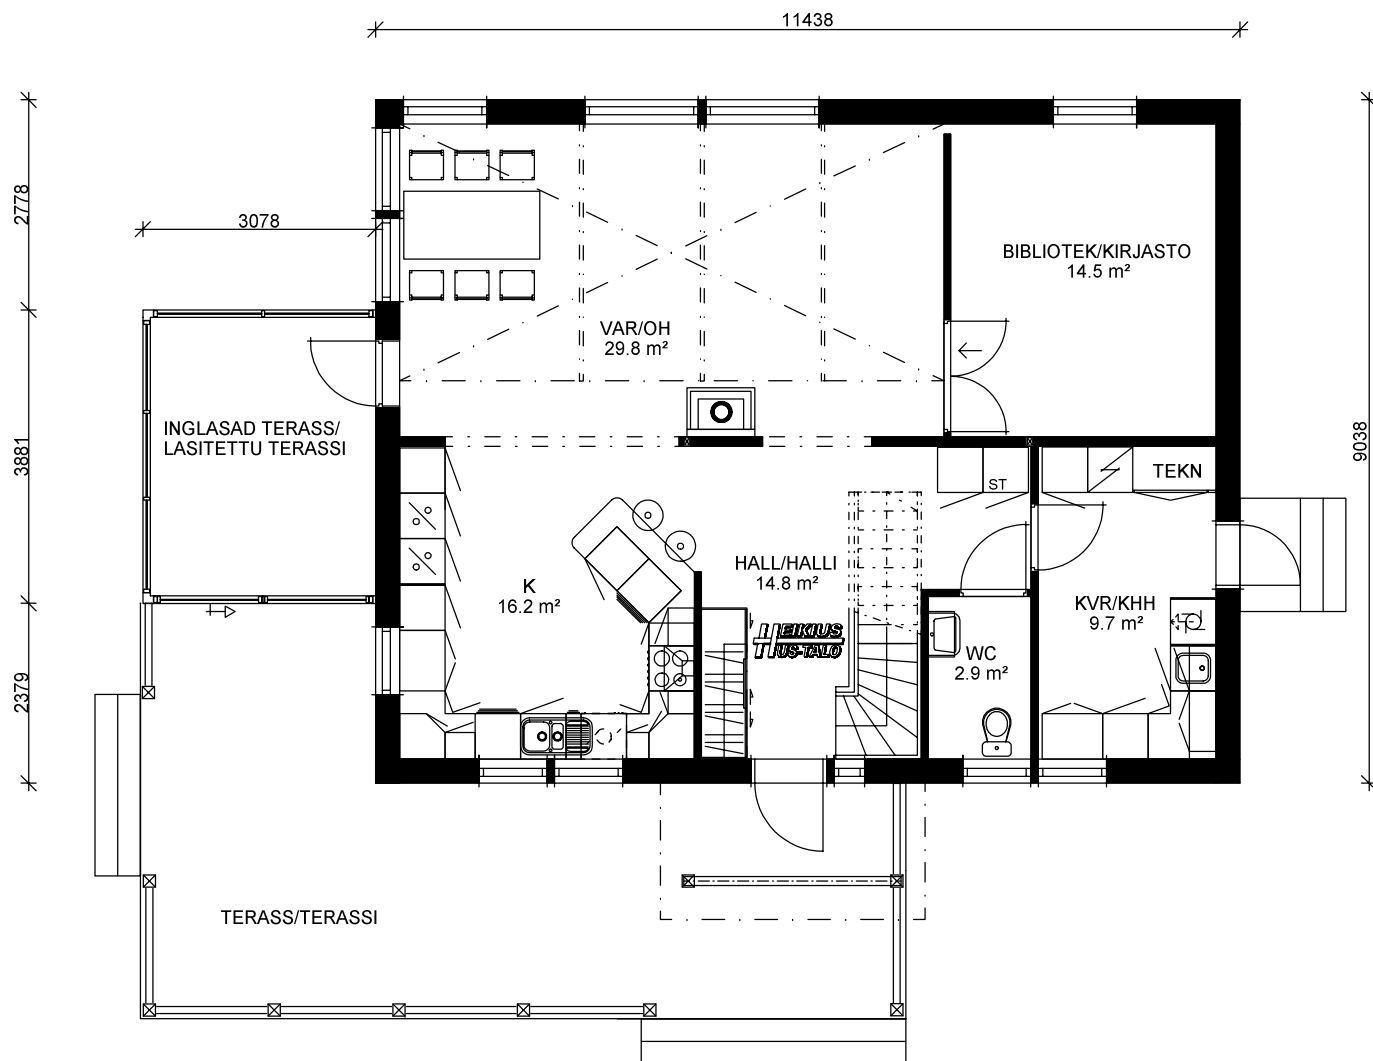 11438
2778
3078
BIBLIOTEK/KIRJASTO
14.5 m²
VAR/OH
29.8 m²
INGLASAD TERASS/
LASITETTU TERASSI
3881
9038
TEKN
ST
HALL/HALLI
14.8 m²
K
16.2 m²
KVR/KHH
9.7 m²
HEIKIUS
HUS-TALO
WC
2.9 m²
2379
TERASS/TERASSI